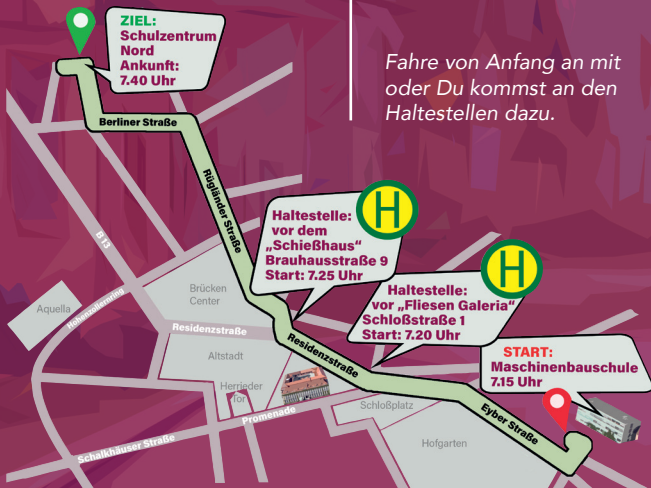 ZIEL:
Schulzentrum
Nord
Ankunft:
7.40 Uhr
Fahre von Anfang an mit
oder Du kommst an den
Haltestellen dazu.
Berliner Straße
Rügländer Straße
B 13
H
Haltestelle:
vor dem
„Schießhaus“
Brauhausstraße 9
Start: 7.25 Uhr
H
Haltestelle:
vor „Fliesen Galeria“
Schloßstraße 1
Start: 7.20 Uhr
Brücken
Center
Aquella
Hohenzollernring
Residenzstraße
Altstadt
Residenzstraße
START:
Maschinenbauschule
7.15 Uhr
Herrieder
Tor
Promenade
Schloßplatz
Eyber Straße
Schalkhäuser Straße
Hofgarten